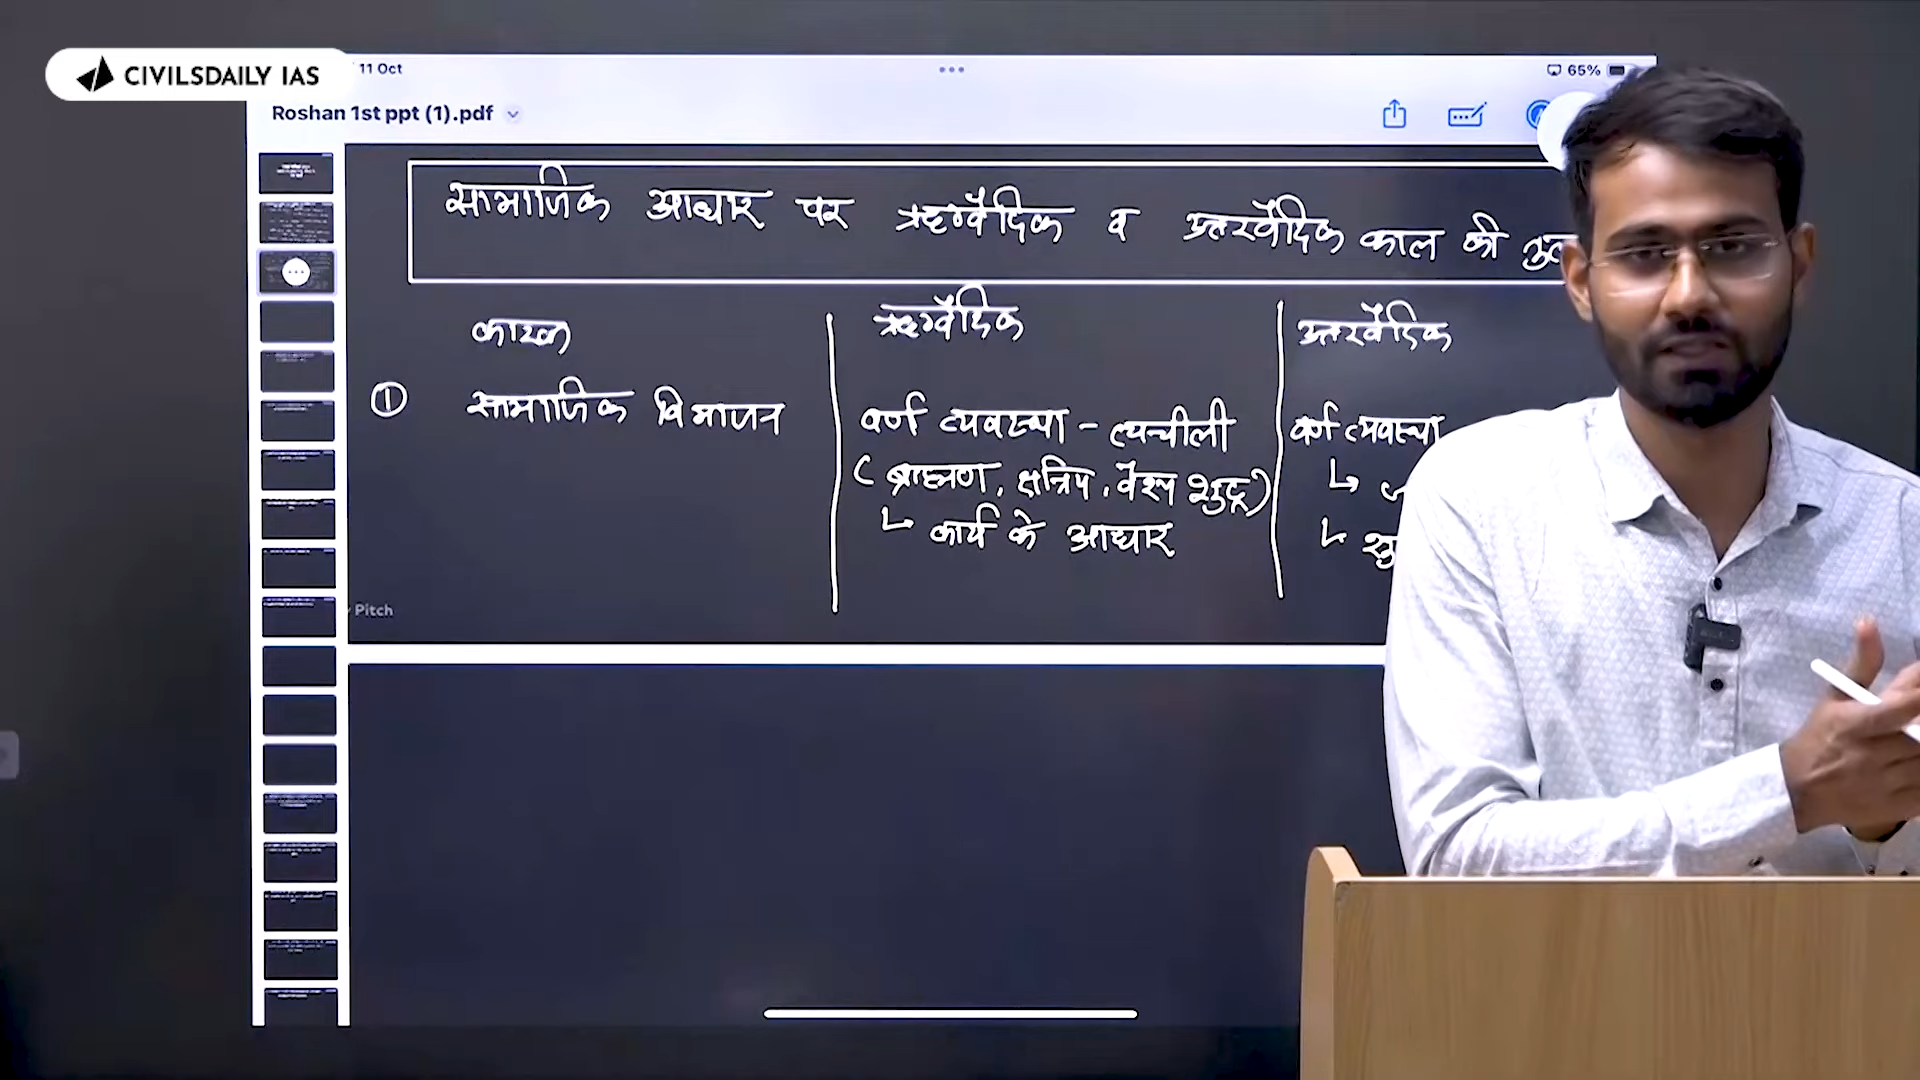 CIVILSDAILY IAS
11 Oct
65%
Roshan 1st ppt (1).pdf
सामाजिक आधार पर ऋग्वैदिक व उत्तरवैदिक काल की
कारक ऋग्वैदिक उत्तरवैदिक
① सामाजिक विभाजन वर्ण व्यवस्था - लचीली वर्ण व्यवस्था
( ब्राह्मण, क्षत्रिय, वैश्य शुद्र)
↳ कार्य के आधार
Pitch